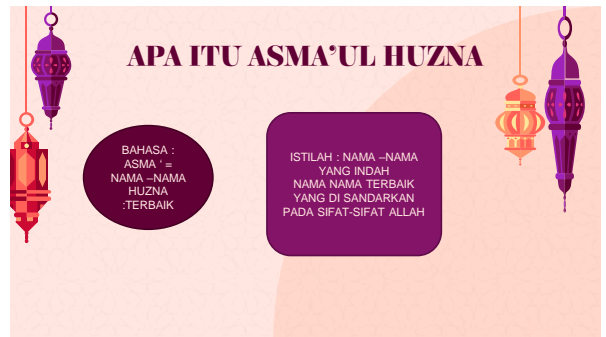 APA ITU ASMA'UL HUZNA
BAHASA :
ASMA ‘ =
NAMA –NAMA
HUZNA
:TERBAIK
ISTILAH : NAMA –NAMA
YANG INDAH
NAMA NAMA TERBAIK
YANG DI SANDARKAN
PADA SIFAT-SIFAT ALLAH